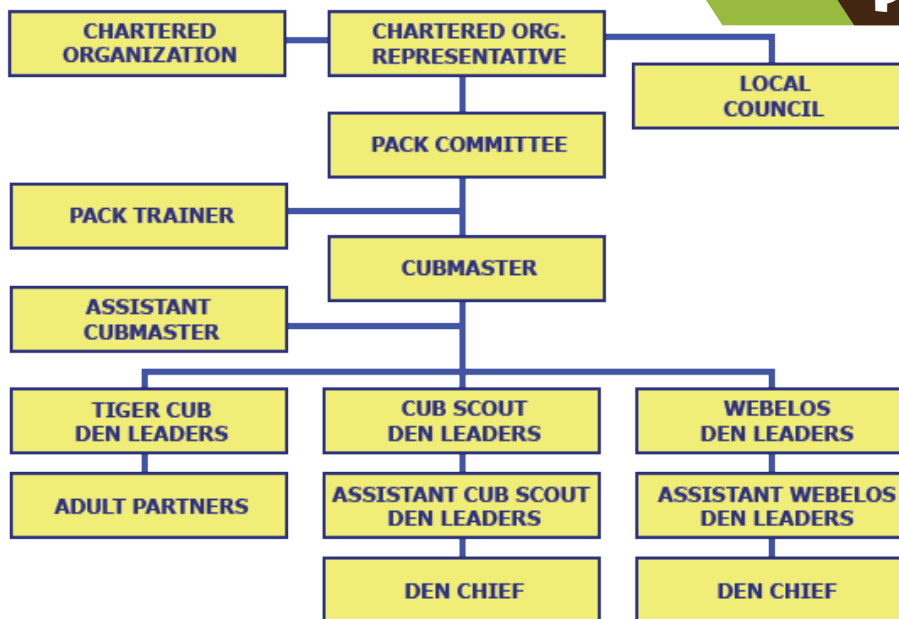 CHARTERED
ORGANIZATION
CHARTERED ORG.
REPRESENTATIVE
LOCAL
COUNCIL
PACK COMMITTEE
PACK TRAINER
CUBMASTER
ASSISTANT
CUBMASTER
TIGER CUB
DEN LEADERS
CUB SCOUT
DEN LEADERS
WEBELOS
DEN LEADERS
ADULT PARTNERS
ASSISTANT CUB SCOUT
DEN LEADERS
ASSISTANT WEBELOS
DEN LEADERS
DEN CHIEF
DEN CHIEF